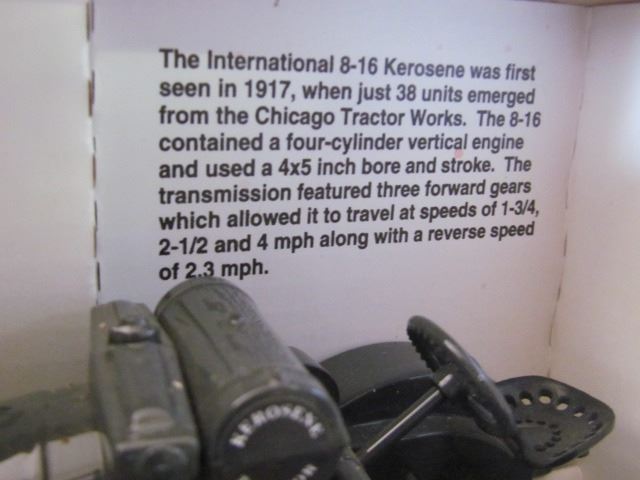 The International 8-16 Kerosene was first
seen in 1917, when just 38 units emerged
from the Chicago Tractor Works. The 8-16
contained a four-cylinder vertical engine
and used a 4x5 inch bore and stroke. The
transmission featured three forward gears
which allowed it to travel at speeds of 1-3/4,
2-1/2 and 4 mph along with a reverse speed
of 2.3 mph.
KEROSENE